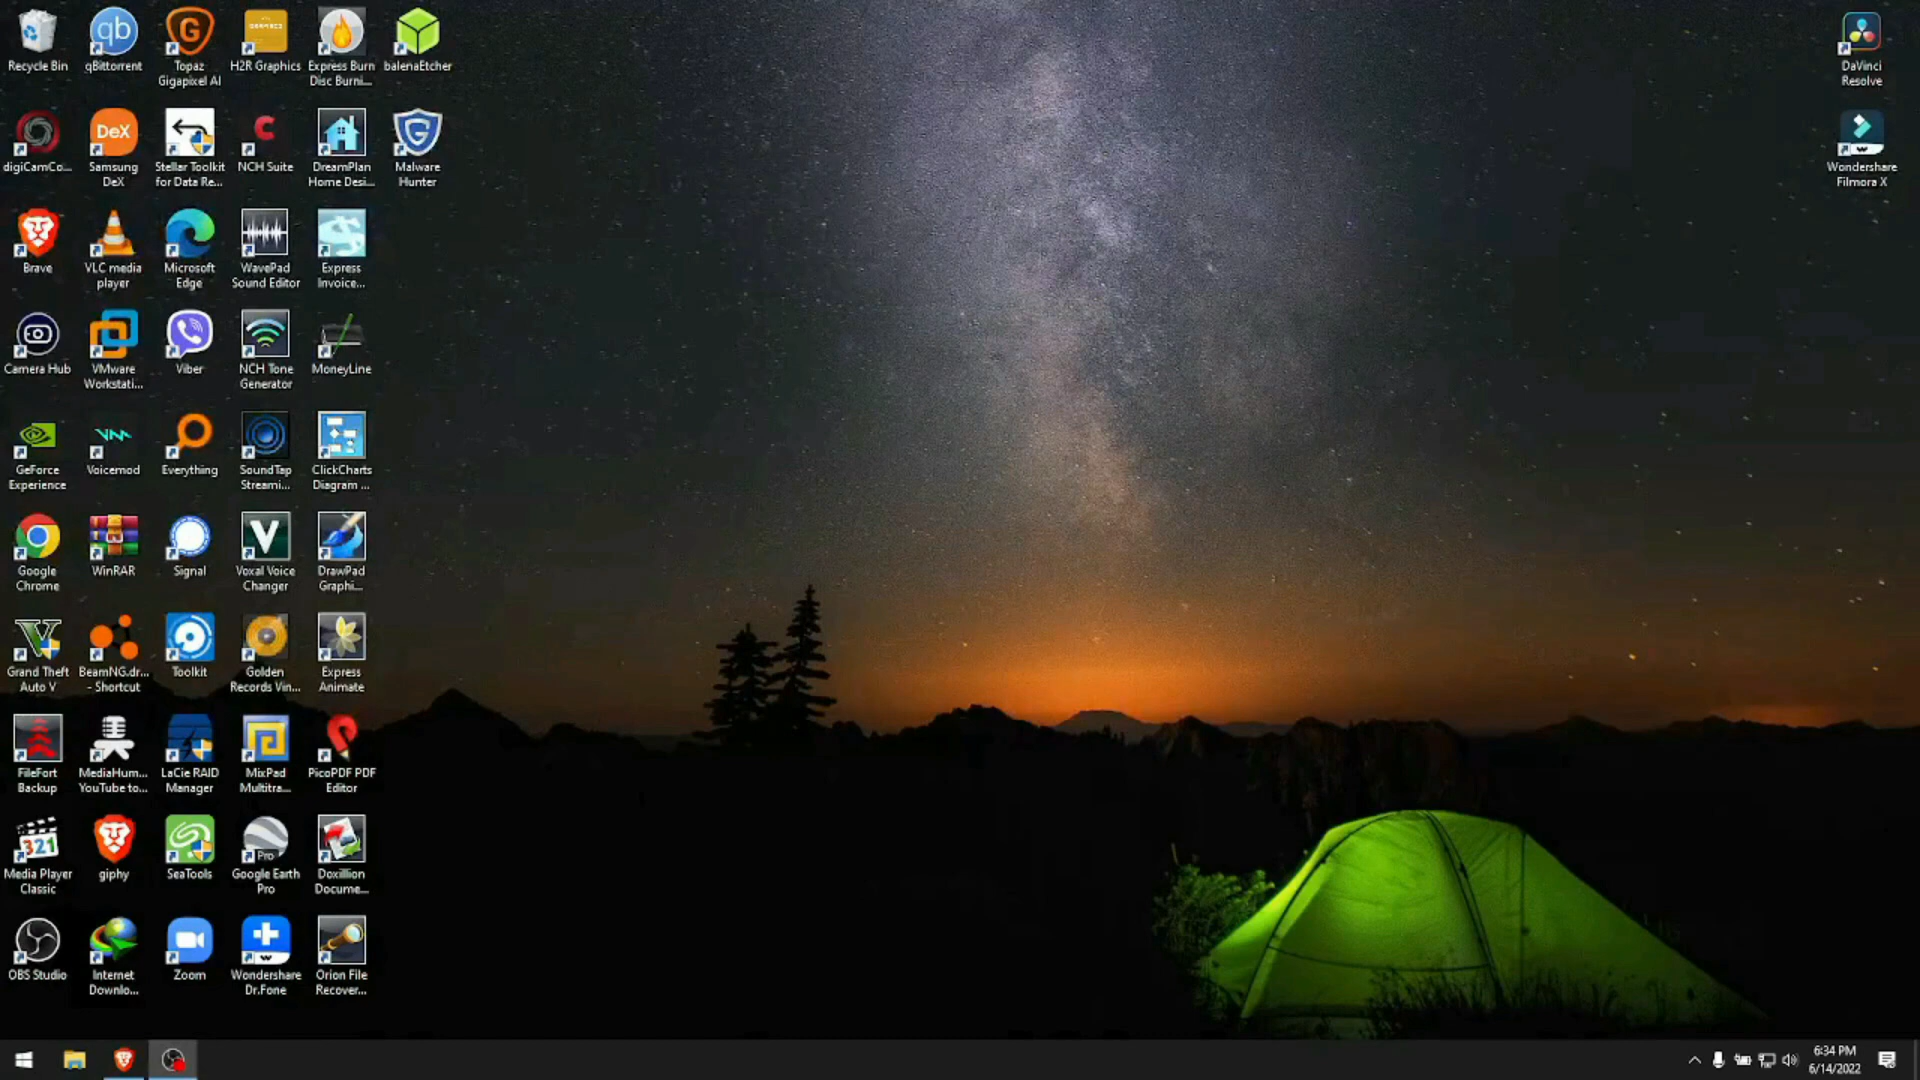 Recycle Bin
qBittorrent
Topaz
Gigapixel AI
H2R Graphics
Express Burn
Disc Burni...
balenaEtcher
digiCamCo...
DeX
Samsung
DeX
Stellar Toolkit
for Data Re...
NCH Suite
DreamPlan
Home Desi...
Malware
Hunter
Brave
VLC media
player
Microsoft
Edge
WavePad
Sound Editor
Express
Invoice...
Camera Hub
VMware
Workstati...
Viber
NCH Tone
Generator
MoneyLine
GeForce
Experience
Voicemod
Everything
SoundTap
Streami...
ClickCharts
Diagram ...
Google
Chrome
WinRAR
Signal
V
Voxal Voice
Changer
DrawPad
Graphi...
Grand Theft
Auto V
BeamNG.dr...
- Shortcut
Toolkit
Golden
Records Vin...
Express
Animate
FileFort
Backup
MediaHum...
YouTube to...
LaCie RAID
Manager
MixPad
Multitra...
PicoPDF PDF
Editor
321
Media Player
Classic
giphy
SeaTools
Pro
Google Earth
Pro
Doxillion
Docume...
OBS Studio
Internet
Downlo...
Zoom
Wondershare
Dr.Fone
Orion File
Recover...
DaVinci
Resolve
Wondershare
Filmora X
6:34 PM
6/14/2022